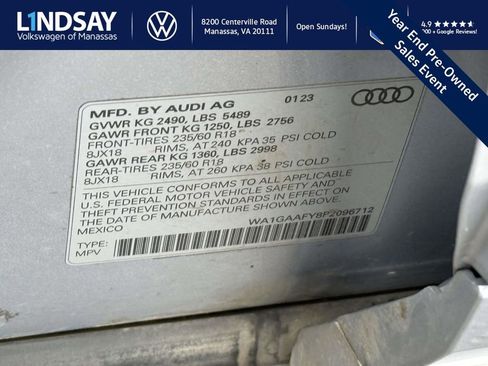 LINDSAY
Volkswagen of Manassas
8200 Centerville Road
Manassas, VA 20111
Open Sundays!
4.9 ★★★★★
Google Reviews!
Year End Pre-Owned
Sales Event
MFD. BY AUDI AG 0123
GVWR KG 2490, LBS 5489
GAWR FRONT KG 1250, LBS 2756
FRONT-TIRES 235/60 R18
8JX18 RIMS, AT 240 KPA 35 PSI COLD
GAWR REAR KG 1360, LBS 2998
REAR-TIRES 235/60 R18
8JX18 RIMS, AT 260 KPA 38 PSI COLD
THIS VEHICLE CONFORMS TO ALL APPLICABLE
U.S. FEDERAL MOTOR VEHICLE SAFETY STANDARDS IN EFFECT ON
THE DATE OF MANUFACTURE SHOWN ABOVE
MEXICO WA1GAAFY8P2096712
TYPE:
MPV